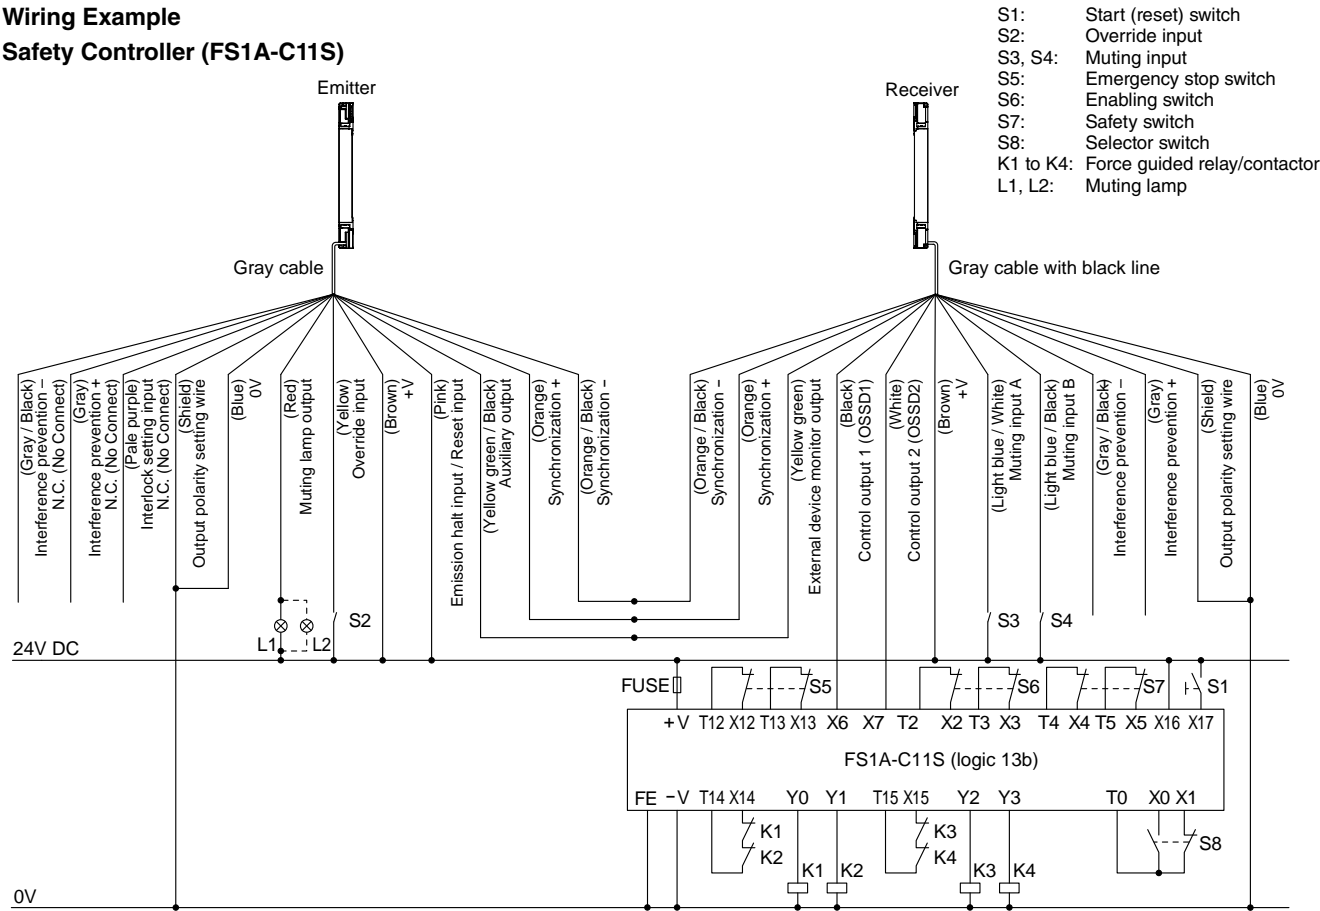 Wiring Example
Safety Controller (FS1A-C11S)
S1: Start (reset) switch
S2: Override input
S3, S4: Muting input
S5: Emergency stop switch
S6: Enabling switch
S7: Safety switch
S8: Selector switch
K1 to K4: Force guided relay/contactor
L1, L2: Muting lamp
Emitter
Receiver
Gray cable
Gray cable with black line
(Gray / Black)
Interference prevention –
N.C. (No Connect)
(Gray)
Interference prevention +
N.C. (No Connect)
(Pale purple)
Interlock setting input
N.C. (No Connect)
(Shield)
Output polarity setting wire
(Blue)
0V
(Red)
Muting lamp output
(Yellow)
Override input
(Brown)
+V
(Pink)
Emission halt input / Reset input
(Yellow green / Black)
Auxiliary output
(Orange)
Synchronization +
(Orange / Black)
Synchronization –
(Orange / Black)
Synchronization –
(Orange)
Synchronization +
(Yellow green)
External device monitor output
(Black)
Control output 1 (OSSD1)
(White)
Control output 2 (OSSD2)
(Brown)
+V
(Light blue / White)
Muting input A
(Light blue / Black)
Muting input B
(Gray / Black)
Interference prevention –
(Gray)
Interference prevention +
(Shield)
Output polarity setting wire
(Blue)
0V
L1 L2 S2 S3 S4
24V DC
FUSE S5 S6 S7 S1
+V T12 X12 T13 X13 X6 X7 T2 X2 T3 X3 T4 X4 T5 X5 X16 X17
FS1A-C11S (logic 13b)
FE –V T14 X14 Y0 Y1 T15 X15 Y2 Y3 T0 X0 X1
K1 K3
K2 K4 S8
K1 K2 K3 K4
0V